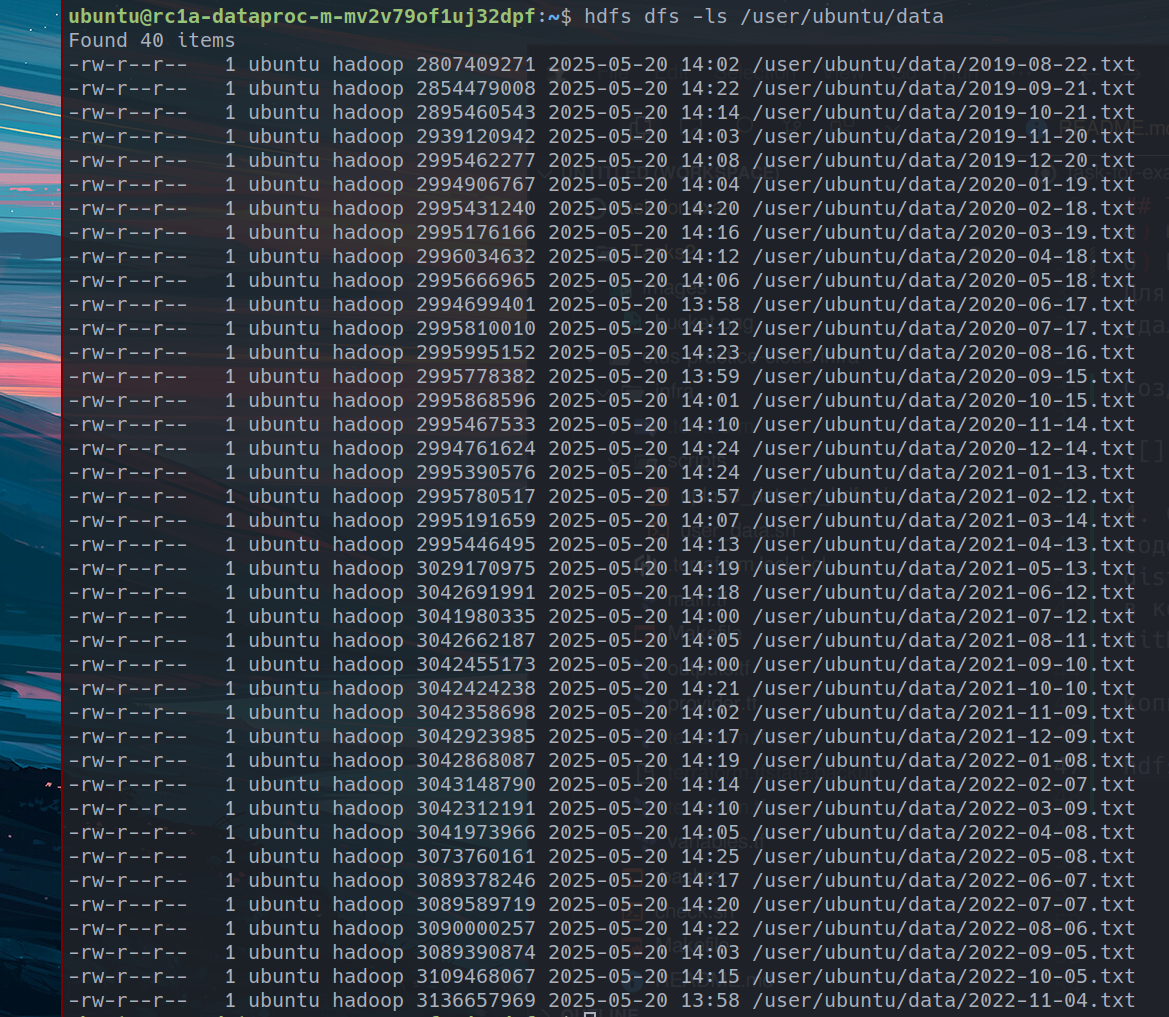 ubuntu@rc1a-dataproc-m-mv2v79of1uj32dpf:~$ hdfs dfs -ls /user/ubuntu/data
Found 40 items
-rw-r--r--   1 ubuntu hadoop 2807409271 2025-05-20 14:02 /user/ubuntu/data/2019-08-22.txt
-rw-r--r--   1 ubuntu hadoop 2854479008 2025-05-20 14:22 /user/ubuntu/data/2019-09-21.txt
-rw-r--r--   1 ubuntu hadoop 2895460543 2025-05-20 14:14 /user/ubuntu/data/2019-10-21.txt
-rw-r--r--   1 ubuntu hadoop 2939120942 2025-05-20 14:03 /user/ubuntu/data/2019-11-20.txt
-rw-r--r--   1 ubuntu hadoop 2995462277 2025-05-20 14:08 /user/ubuntu/data/2019-12-20.txt
-rw-r--r--   1 ubuntu hadoop 2994906767 2025-05-20 14:04 /user/ubuntu/data/2020-01-19.txt
-rw-r--r--   1 ubuntu hadoop 2995431240 2025-05-20 14:20 /user/ubuntu/data/2020-02-18.txt
-rw-r--r--   1 ubuntu hadoop 2995176166 2025-05-20 14:16 /user/ubuntu/data/2020-03-19.txt
-rw-r--r--   1 ubuntu hadoop 2996034632 2025-05-20 14:12 /user/ubuntu/data/2020-04-18.txt
-rw-r--r--   1 ubuntu hadoop 2995666965 2025-05-20 14:06 /user/ubuntu/data/2020-05-18.txt
-rw-r--r--   1 ubuntu hadoop 2994699401 2025-05-20 13:58 /user/ubuntu/data/2020-06-17.txt
-rw-r--r--   1 ubuntu hadoop 2995810010 2025-05-20 14:12 /user/ubuntu/data/2020-07-17.txt
-rw-r--r--   1 ubuntu hadoop 2995995152 2025-05-20 14:23 /user/ubuntu/data/2020-08-16.txt
-rw-r--r--   1 ubuntu hadoop 2995778382 2025-05-20 13:59 /user/ubuntu/data/2020-09-15.txt
-rw-r--r--   1 ubuntu hadoop 2995868596 2025-05-20 14:01 /user/ubuntu/data/2020-10-15.txt
-rw-r--r--   1 ubuntu hadoop 2995467533 2025-05-20 14:10 /user/ubuntu/data/2020-11-14.txt
-rw-r--r--   1 ubuntu hadoop 2994761624 2025-05-20 14:24 /user/ubuntu/data/2020-12-14.txt
-rw-r--r--   1 ubuntu hadoop 2995390576 2025-05-20 14:24 /user/ubuntu/data/2021-01-13.txt
-rw-r--r--   1 ubuntu hadoop 2995780517 2025-05-20 13:57 /user/ubuntu/data/2021-02-12.txt
-rw-r--r--   1 ubuntu hadoop 2995191659 2025-05-20 14:07 /user/ubuntu/data/2021-03-14.txt
-rw-r--r--   1 ubuntu hadoop 2995446495 2025-05-20 14:13 /user/ubuntu/data/2021-04-13.txt
-rw-r--r--   1 ubuntu hadoop 3029170975 2025-05-20 14:19 /user/ubuntu/data/2021-05-13.txt
-rw-r--r--   1 ubuntu hadoop 3042691991 2025-05-20 14:18 /user/ubuntu/data/2021-06-12.txt
-rw-r--r--   1 ubuntu hadoop 3041980335 2025-05-20 14:00 /user/ubuntu/data/2021-07-12.txt
-rw-r--r--   1 ubuntu hadoop 3042662187 2025-05-20 14:05 /user/ubuntu/data/2021-08-11.txt
-rw-r--r--   1 ubuntu hadoop 3042455173 2025-05-20 14:00 /user/ubuntu/data/2021-09-10.txt
-rw-r--r--   1 ubuntu hadoop 3042424238 2025-05-20 14:21 /user/ubuntu/data/2021-10-10.txt
-rw-r--r--   1 ubuntu hadoop 3042358698 2025-05-20 14:02 /user/ubuntu/data/2021-11-09.txt
-rw-r--r--   1 ubuntu hadoop 3042923985 2025-05-20 14:17 /user/ubuntu/data/2021-12-09.txt
-rw-r--r--   1 ubuntu hadoop 3042868087 2025-05-20 14:19 /user/ubuntu/data/2022-01-08.txt
-rw-r--r--   1 ubuntu hadoop 3043148790 2025-05-20 14:14 /user/ubuntu/data/2022-02-07.txt
-rw-r--r--   1 ubuntu hadoop 3042312191 2025-05-20 14:10 /user/ubuntu/data/2022-03-09.txt
-rw-r--r--   1 ubuntu hadoop 3041973966 2025-05-20 14:05 /user/ubuntu/data/2022-04-08.txt
-rw-r--r--   1 ubuntu hadoop 3073760161 2025-05-20 14:25 /user/ubuntu/data/2022-05-08.txt
-rw-r--r--   1 ubuntu hadoop 3089378246 2025-05-20 14:17 /user/ubuntu/data/2022-06-07.txt
-rw-r--r--   1 ubuntu hadoop 3089589719 2025-05-20 14:20 /user/ubuntu/data/2022-07-07.txt
-rw-r--r--   1 ubuntu hadoop 3090000257 2025-05-20 14:22 /user/ubuntu/data/2022-08-06.txt
-rw-r--r--   1 ubuntu hadoop 3089390874 2025-05-20 14:03 /user/ubuntu/data/2022-09-05.txt
-rw-r--r--   1 ubuntu hadoop 3109468067 2025-05-20 14:15 /user/ubuntu/data/2022-10-05.txt
-rw-r--r--   1 ubuntu hadoop 3136657969 2025-05-20 13:58 /user/ubuntu/data/2022-11-04.txt